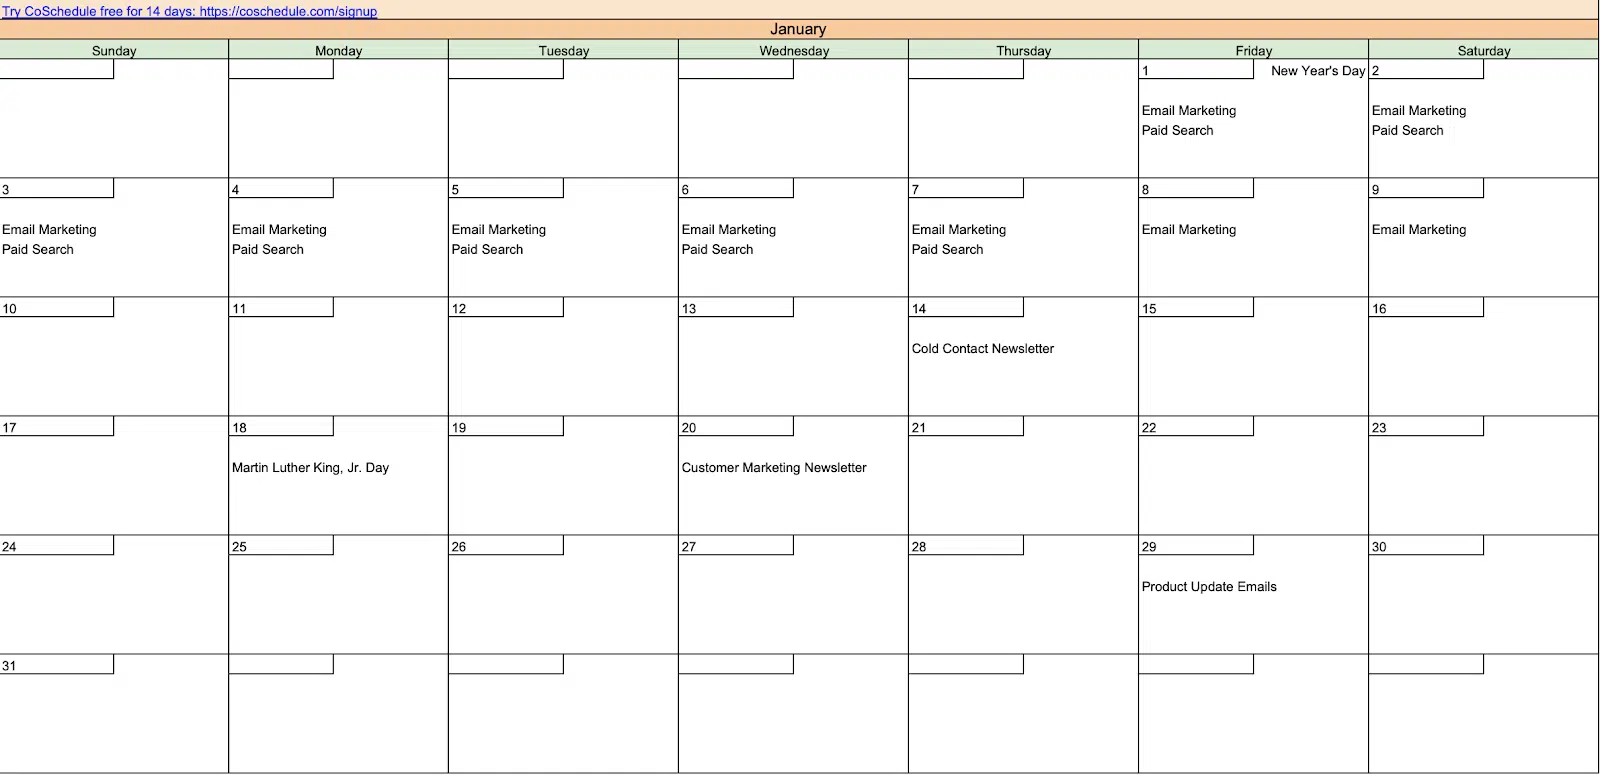 Try CoSchedule free for 14 days: https://coschedule.com/signup
January
Sunday Monday Tuesday Wednesday Thursday Friday Saturday
1 New Year's Day 2
Email Marketing Email Marketing
Paid Search Paid Search
3 4 5 6 7 8 9
Email Marketing Email Marketing Email Marketing Email Marketing Email Marketing Email Marketing Email Marketing
Paid Search Paid Search Paid Search Paid Search Paid Search
10 11 12 13 14 15 16
Cold Contact Newsletter
17 18 19 20 21 22 23
Martin Luther King, Jr. Day Customer Marketing Newsletter
24 25 26 27 28 29 30
Product Update Emails
31